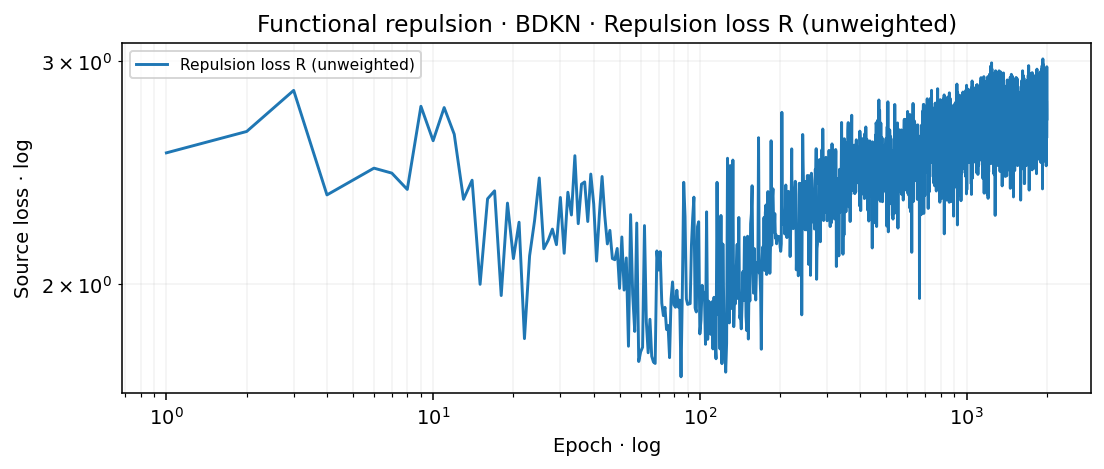 Functional repulsion · BDKN · Repulsion loss R (unweighted)
Repulsion loss R (unweighted)
Source loss · log
3 × 10⁰
2 × 10⁰
10⁰ 10¹ 10² 10³
Epoch · log